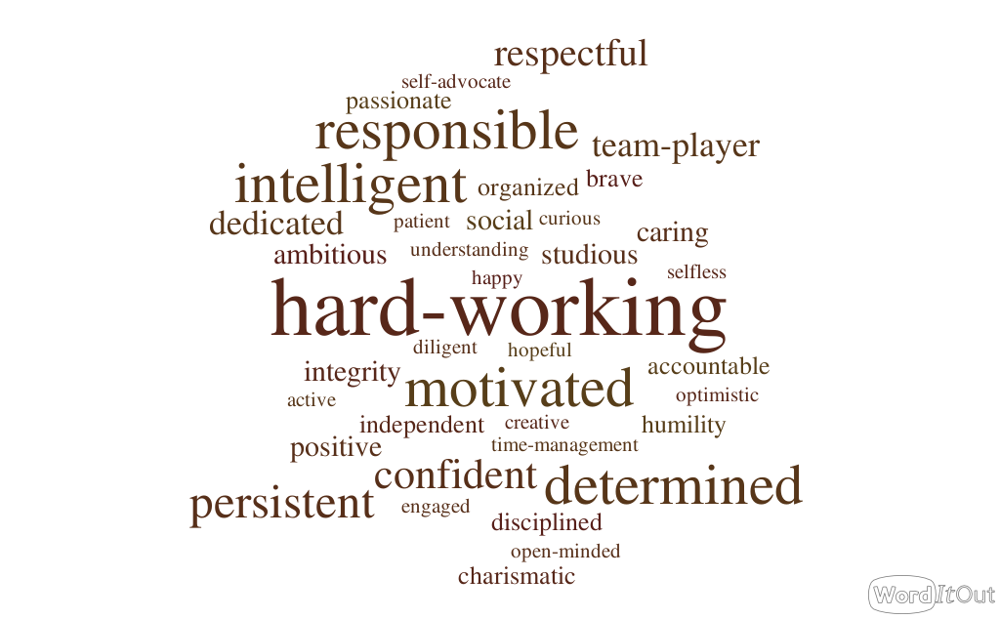 respectful
self-advocate
passionate
responsible
team-player
intelligent
organized
brave
dedicated
patient
social
curious
caring
ambitious
understanding
studious
selfless
happy
hard-working
diligent
hopeful
integrity
motivated
accountable
active
optimistic
independent
creative
humility
positive
time-management
confident
determined
persistent
engaged
disciplined
open-minded
charismatic
WordItOut